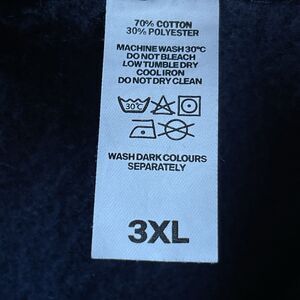 70% COTTON
30% POLYESTER
MACHINE WASH 30°C
DO NOT BLEACH
LOW TUMBLE DRY
COOL IRON
DO NOT DRY CLEAN
30°C
WASH DARK COLOURS
SEPARATELY
3XL